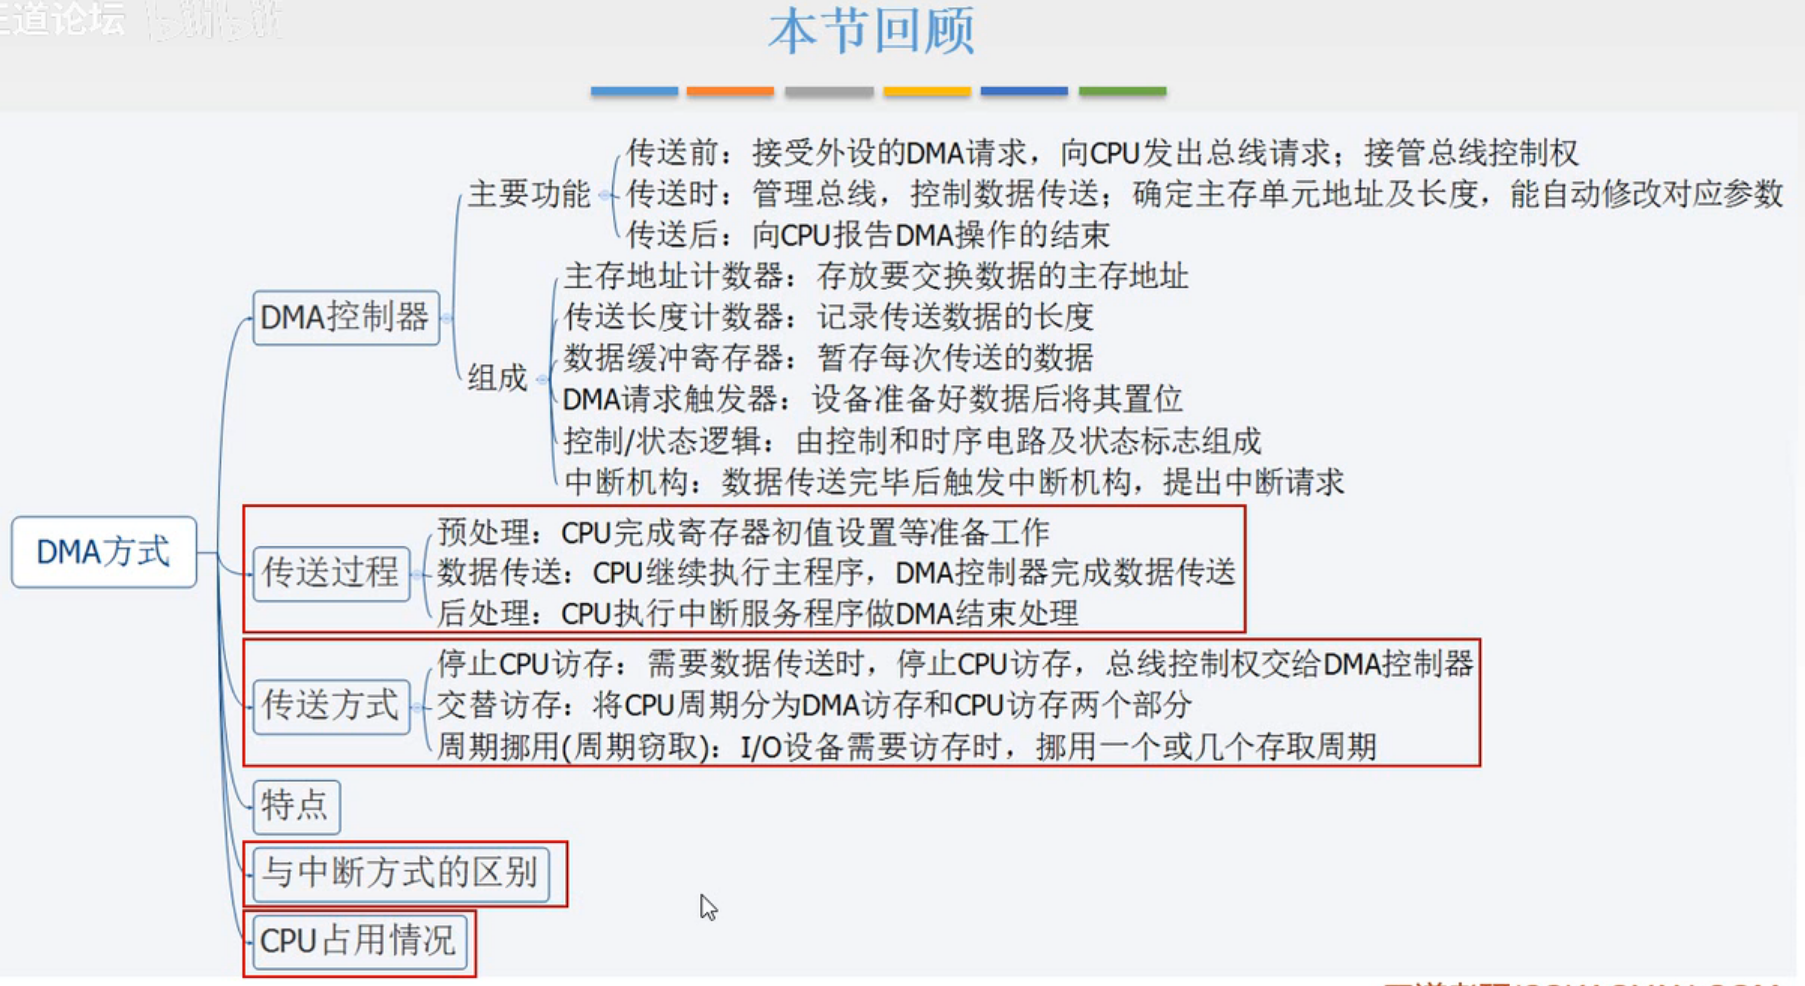 王道论坛 bilibili
本节回顾
传送前：接受外设的DMA请求，向CPU发出总线请求；接管总线控制权
主要功能
传送时：管理总线，控制数据传送；确定主存单元地址及长度，能自动修改对应参数
传送后：向CPU报告DMA操作的结束
主存地址计数器：存放要交换数据的主存地址
DMA控制器
传送长度计数器：记录传送数据的长度
数据缓冲寄存器：暂存每次传送的数据
组成
DMA请求触发器：设备准备好数据后将其置位
控制/状态逻辑：由控制和时序电路及状态标志组成
中断机构：数据传送完毕后触发中断机构，提出中断请求
预处理：CPU完成寄存器初值设置等准备工作
DMA方式
传送过程
数据传送：CPU继续执行主程序，DMA控制器完成数据传送
后处理：CPU执行中断服务程序做DMA结束处理
停止CPU访存：需要数据传送时，停止CPU访存，总线控制权交给DMA控制器
传送方式
交替访存：将CPU周期分为DMA访存和CPU访存两个部分
周期挪用(周期窃取)：I/O设备需要访存时，挪用一个或几个存取周期
特点
与中断方式的区别
CPU占用情况